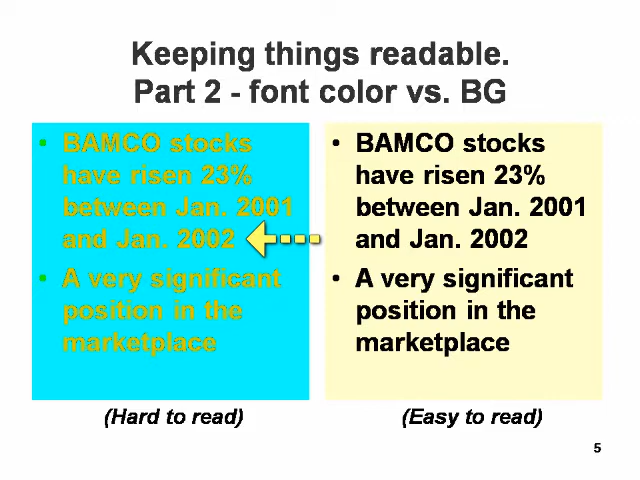 Keeping things readable.
Part 2 - font color vs. BG
• BAMCO stocks
have risen 23%
between Jan. 2001
and Jan. 2002
• A very significant
position in the
marketplace
(Hard to read)
• BAMCO stocks
have risen 23%
between Jan. 2001
and Jan. 2002
• A very significant
position in the
marketplace
(Easy to read)
5